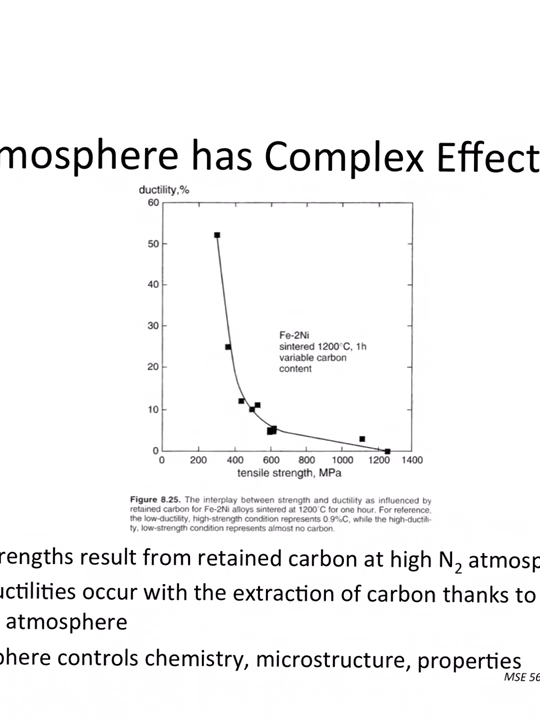 mosphere has Complex Effect
ductility,%
60
50
40
30
20
10
0
Fe-2Ni
sintered 1200°C, 1h
variable carbon
content
0 200 400 600 800 1000 1200 1400
tensile strength, MPa
Figure 8.25. The interplay between strength and ductility as influenced by
retained carbon for Fe-2Ni alloys sintered at 1200°C for one hour. For reference,
the low-ductility, high-strength condition represents 0.9%C, while the high-ductili-
ty, low-strength condition represents almost no carbon.
rengths result from retained carbon at high N₂ atmosp
uctilities occur with the extraction of carbon thanks to
atmosphere
phere controls chemistry, microstructure, properties
MSE 56